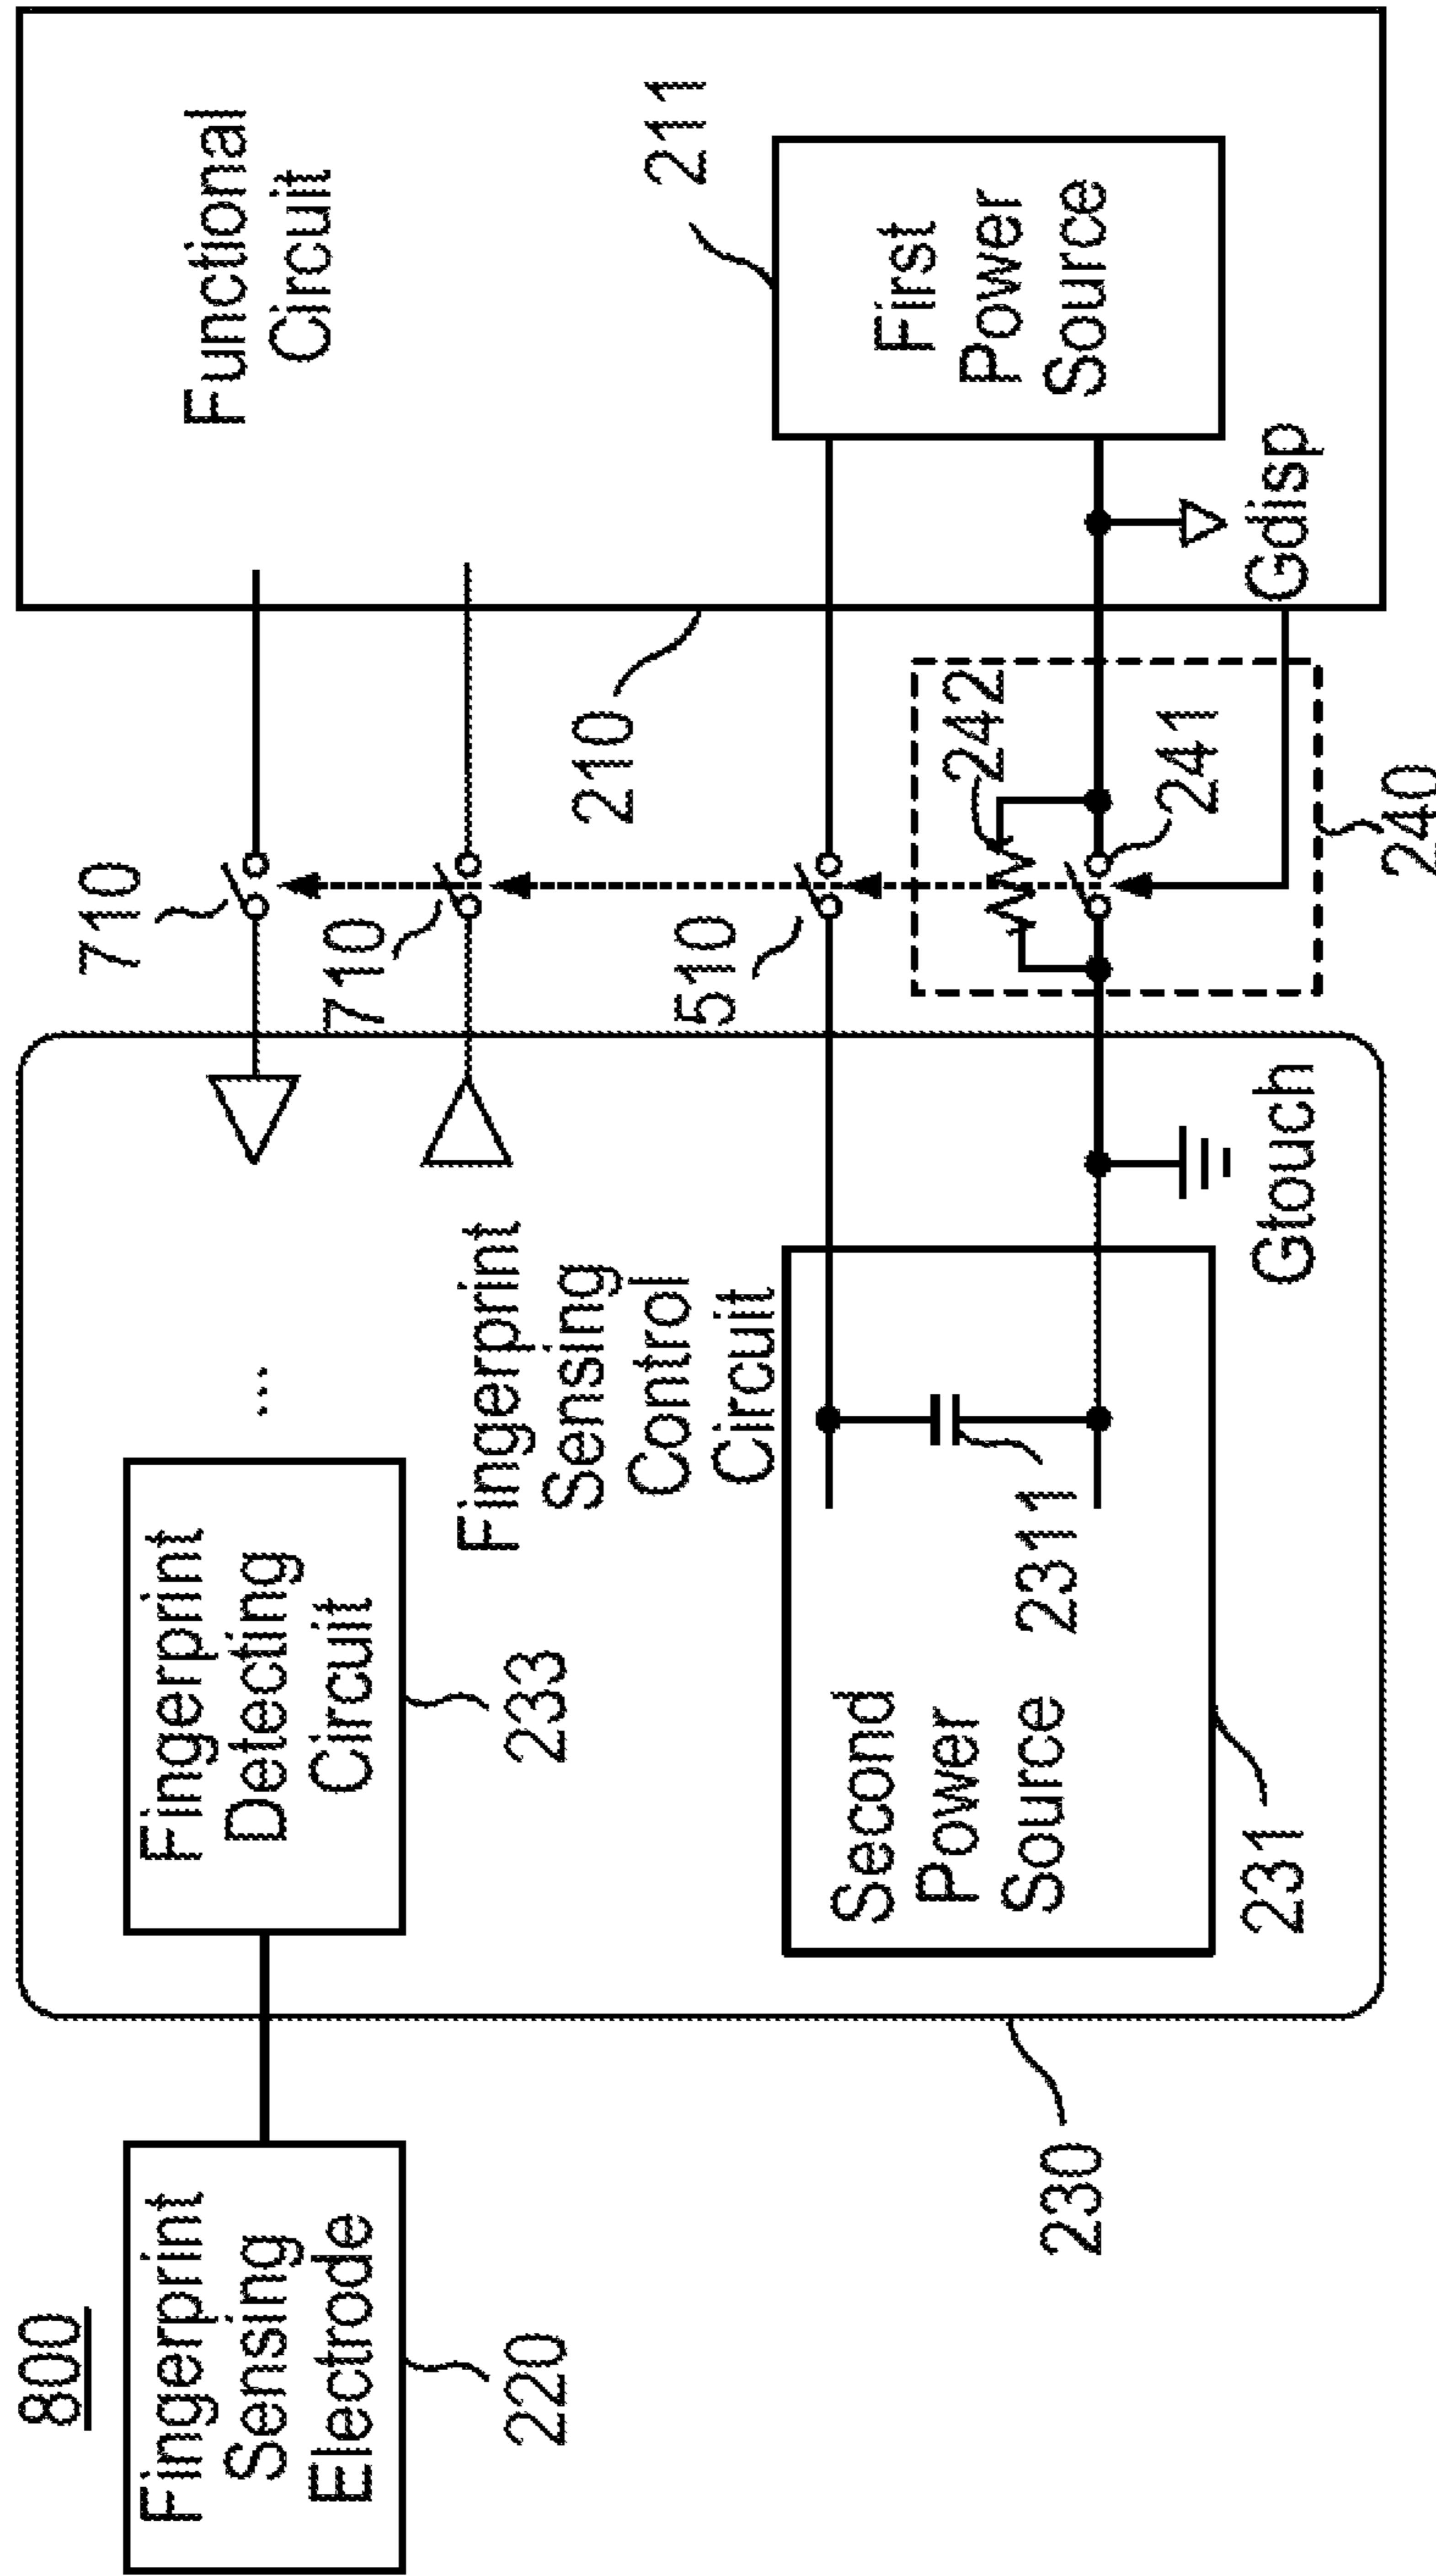 800
Fingerprint
Sensing
Electrode
220
Fingerprint
Detecting
Circuit
233
...
Fingerprint
Sensing
Control
Circuit
Second
Power
Source
2311
231
Gtouch
230
710
710
510
242
241
240
210
Functional
Circuit
211
First
Power
Source
Gdisp